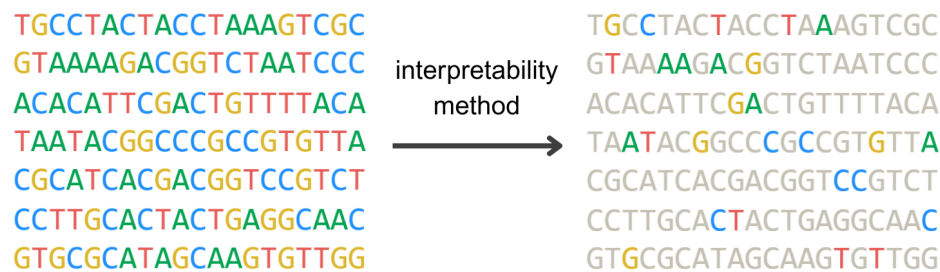 TGCCTACTACCTAAAGTCGC
GTAAAAGACGGTCTAATCCC
ACACATTCGACTGTTTTACA
TAATACGGCCCGCCGTGTTA
CGCATCACGACGGTCCGTCT
CCTTGCACTACTGAGGCAAC
GTGCGCATAGCAAGTGTTGG
interpretability
method
TGCCTACTACCTAAAGTCGC
GTAAAAGACGGTCTAATCCC
ACACATTCGACTGTTTTACA
TAATACGGCCCGCCGTGTTA
CGCATCACGACGGTCCGTCT
CCTTGCACTACTGAGGCAAC
GTGCGCATAGCAAGTGTTGG